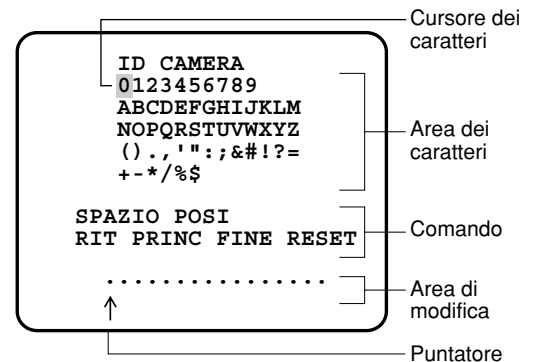 Cursore dei
caratteri
ID CAMERA
0123456789
ABCDEFGHIJKLM
NOPQRSTUVWXYZ
().,'":;&#!?=
+-*/%$
Area dei
caratteri
SPAZIO POSI
RIT PRINC FINE RESET
Comando
................
Area di
modifica
Puntatore